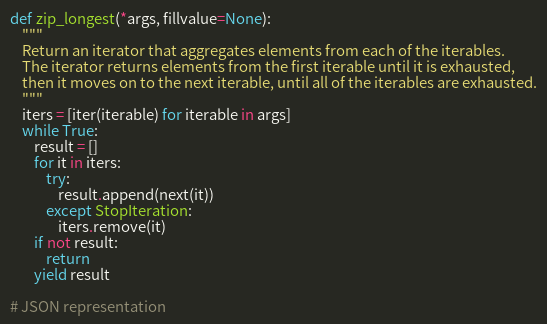 def zip_longest(*args, fillvalue=None):
"""
Return an iterator that aggregates elements from each of the iterables.
The iterator returns elements from the first iterable until it is exhausted,
then it moves on to the next iterable, until all of the iterables are exhausted.
"""
iters = [iter(iterable) for iterable in args]
while True:
result = []
for it in iters:
try:
result.append(next(it))
except StopIteration:
iters.remove(it)
if not result:
return
yield result
# JSON representation